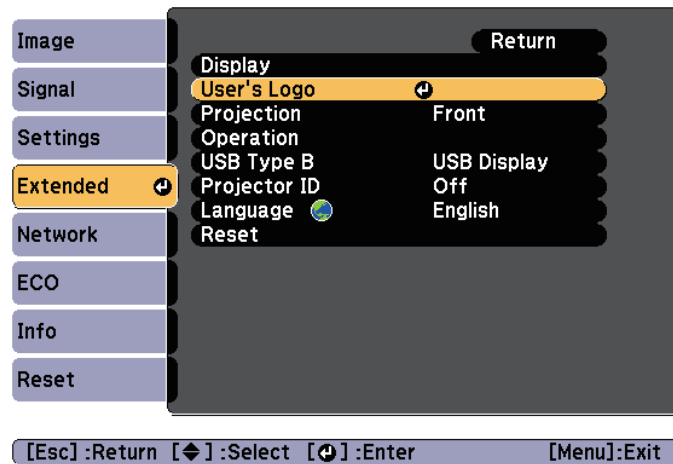 Image
Signal
Settings
Extended
Network
ECO
Info
Reset
Return
Display
User's Logo
Projection Front
Operation
USB Type B USB Display
Projector ID Off
Language English
Reset
[Esc] :Return [◆] :Select [⏎] :Enter [Menu]:Exit